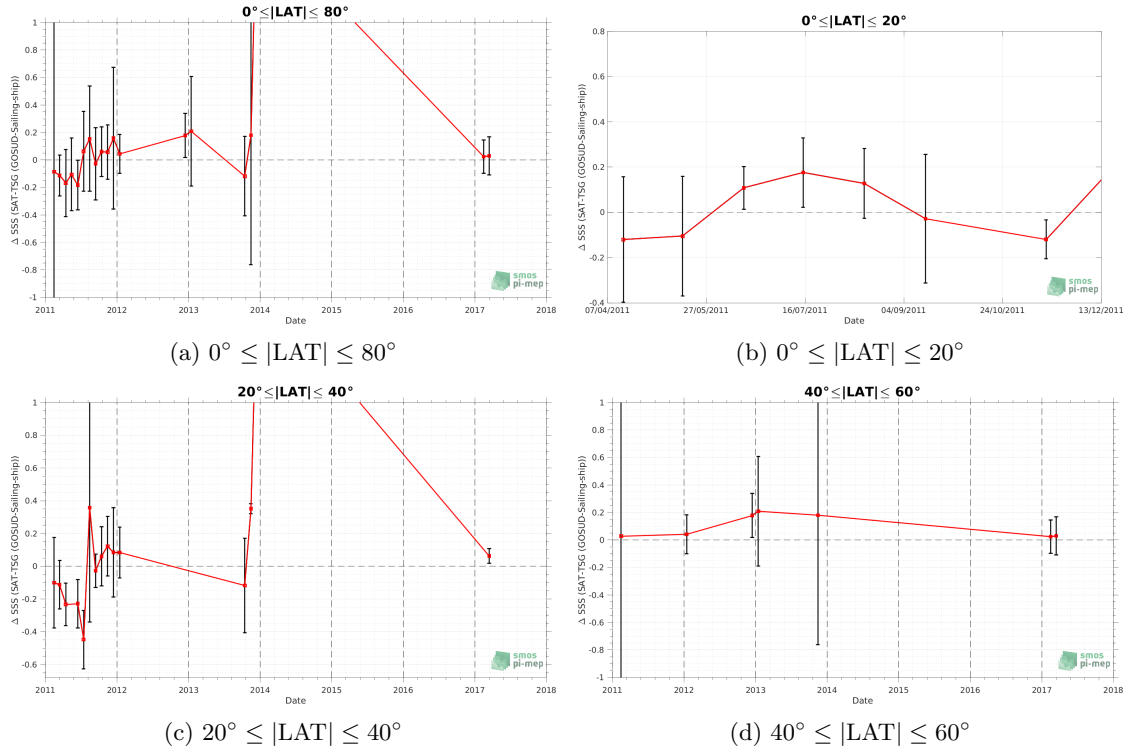 0°≤|LAT|≤ 80°
Δ SSS (SAT-TSG (GOSUD-Sailing-ship))
1
0.8
0.6
0.4
0.2
0
-0.2
-0.4
-0.6
-0.8
-1
2011 2012 2013 2014 2015 2016 2017 2018
Date
smos
pi-mep
(a) 0° ≤ |LAT| ≤ 80°
0°≤|LAT|≤ 20°
Δ SSS (SAT-TSG (GOSUD-Sailing-ship))
0.8
0.6
0.4
0.2
0
-0.2
-0.4
07/04/2011 27/05/2011 16/07/2011 04/09/2011 24/10/2011 13/12/2011
Date
smos
pi-mep
(b) 0° ≤ |LAT| ≤ 20°
20°≤|LAT|≤ 40°
Δ SSS (SAT-TSG (GOSUD-Sailing-ship))
1
0.8
0.6
0.4
0.2
0
-0.2
-0.4
-0.6
2011 2012 2013 2014 2015 2016 2017 2018
Date
smos
pi-mep
(c) 20° ≤ |LAT| ≤ 40°
40°≤|LAT|≤ 60°
Δ SSS (SAT-TSG (GOSUD-Sailing-ship))
1
0.8
0.6
0.4
0.2
0
-0.2
-0.4
-0.6
-0.8
-1
2011 2012 2013 2014 2015 2016 2017 2018
Date
smos
pi-mep
(d) 40° ≤ |LAT| ≤ 60°